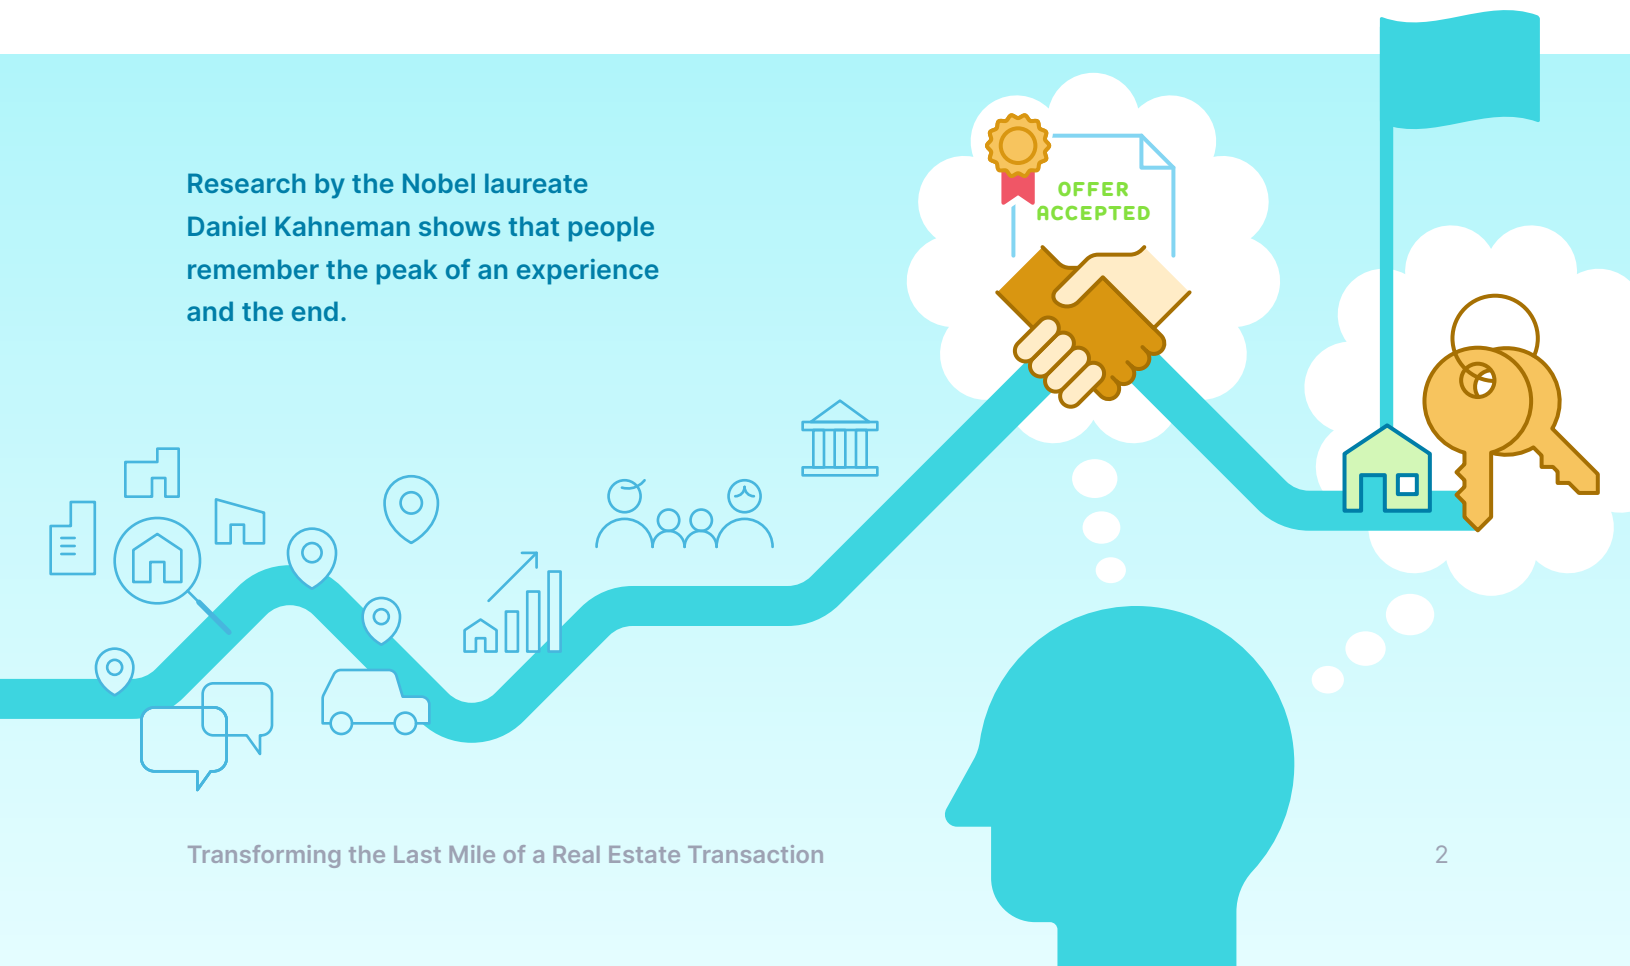 Research by the Nobel laureate
Daniel Kahneman shows that people
remember the peak of an experience
and the end.
OFFER
ACCEPTED
Transforming the Last Mile of a Real Estate Transaction
2